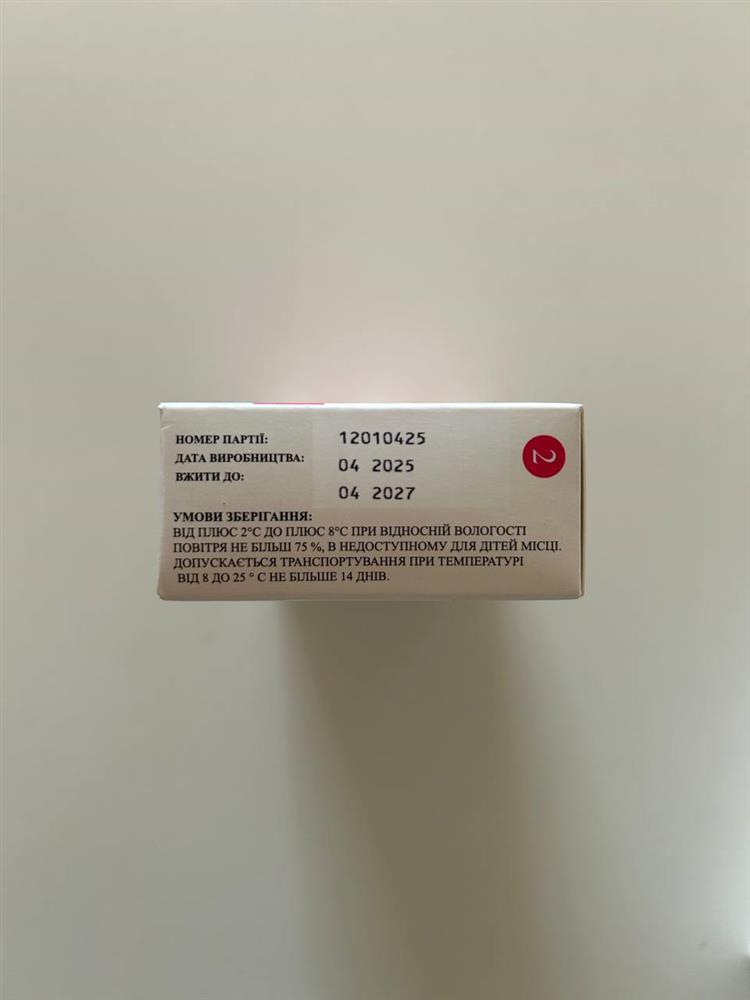 НОМЕР ПАРТІЇ: 12010425
ДАТА ВИРОБНИЦТВА: 04 2025
ВЖИТИ ДО: 04 2027
2
УМОВИ ЗБЕРІГАННЯ:
ВІД ПЛЮС 2°С ДО ПЛЮС 8°С ПРИ ВІДНОСНІЙ ВОЛОГОСТІ
ПОВІТРЯ НЕ БІЛЬШ 75 %, В НЕДОСТУПНОМУ ДЛЯ ДІТЕЙ МІСЦІ.
ДОПУСКАЄТЬСЯ ТРАНСПОРТУВАННЯ ПРИ ТЕМПЕРАТУРІ
ВІД 8 ДО 25 ° С НЕ БІЛЬШЕ 14 ДНІВ.